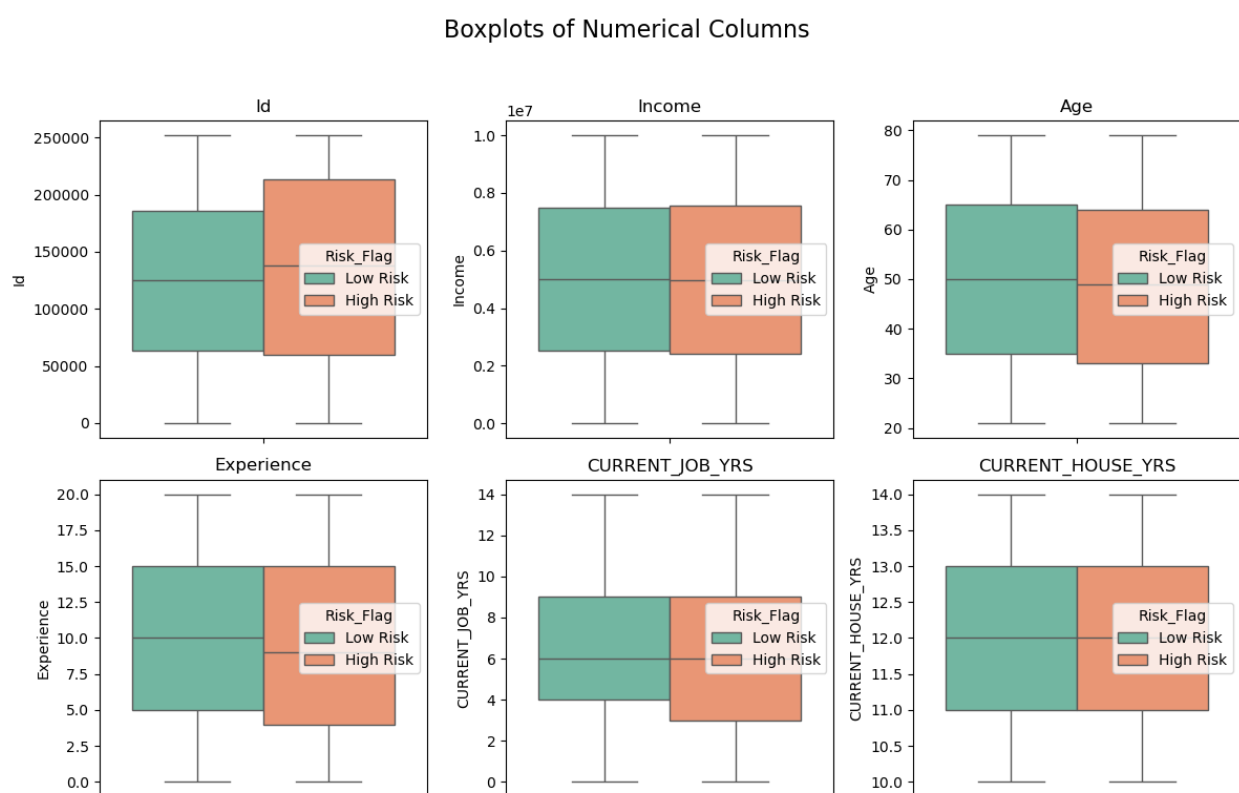 Boxplots of Numerical Columns
Id
Id
250000
200000
150000
100000
50000
0
Risk_Flag
Low Risk
High Risk
Income
1e7
Income
1.0
0.8
0.6
0.4
0.2
0.0
Risk_Flag
Low Risk
High Risk
Age
Age
80
70
60
50
40
30
20
Risk_Flag
Low Risk
High Risk
Experience
Experience
20.0
17.5
15.0
12.5
10.0
7.5
5.0
2.5
0.0
Risk_Flag
Low Risk
High Risk
CURRENT_JOB_YRS
CURRENT_JOB_YRS
14
12
10
8
6
4
2
0
Risk_Flag
Low Risk
High Risk
CURRENT_HOUSE_YRS
CURRENT_HOUSE_YRS
14.0
13.5
13.0
12.5
12.0
11.5
11.0
10.5
10.0
Risk_Flag
Low Risk
High Risk